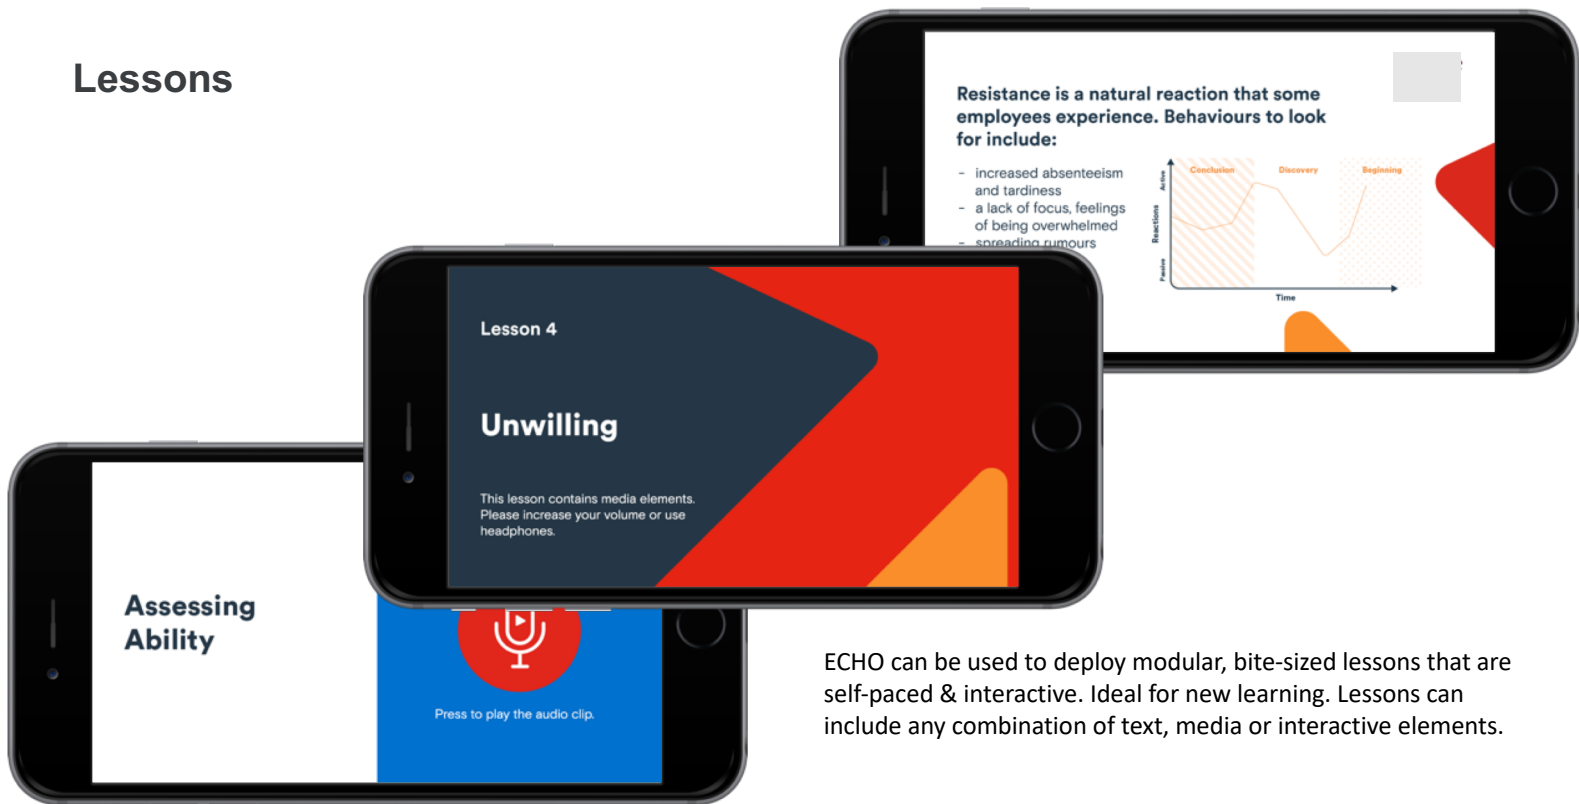 Lessons
Resistance is a natural reaction that some
employees experience. Behaviours to look
for include:
- increased absenteeism
and tardiness
- a lack of focus, feelings
of being overwhelmed
- spreading rumours
Conclusion
Discovery
Beginning
Active
Reactions
Passive
Time
Lesson 4
Unwilling
This lesson contains media elements.
Please increase your volume or use
headphones.
Assessing
Ability
Press to play the audio clip.
ECHO can be used to deploy modular, bite-sized lessons that are
self-paced & interactive. Ideal for new learning. Lessons can
include any combination of text, media or interactive elements.